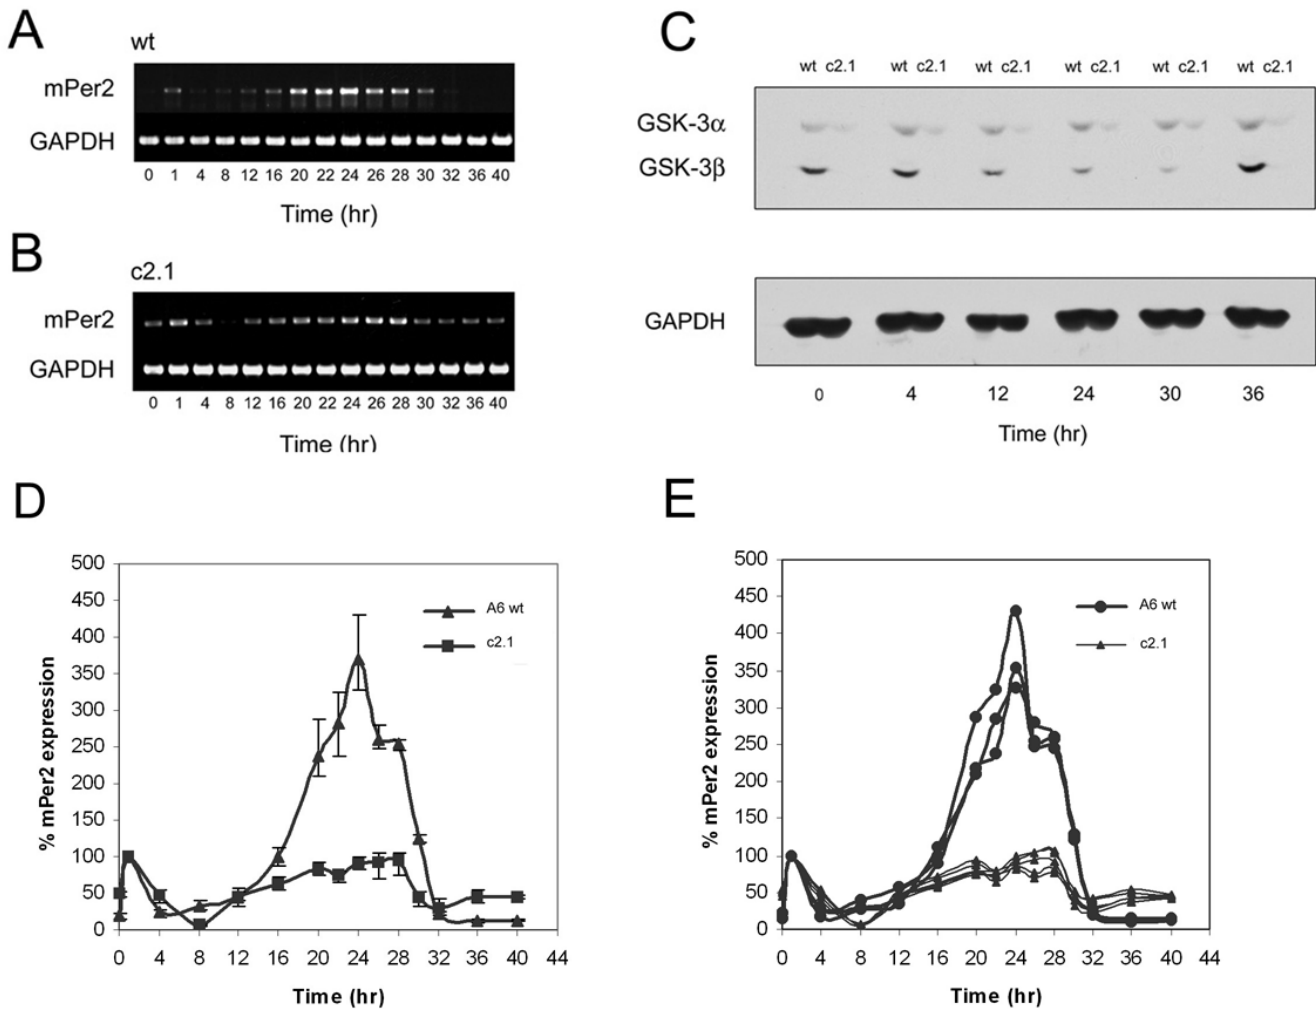 A
wt
mPer2
GAPDH
0 1 4 8 12 16 20 22 24 26 28 30 32 36 40
Time (hr)
B
c2.1
mPer2
GAPDH
0 1 4 8 12 16 20 22 24 26 28 30 32 36 40
Time (hr)
C
wt c2.1 wt c2.1 wt c2.1 wt c2.1 wt c2.1 wt c2.1
GSK-3α
GSK-3β
GAPDH
0 4 12 24 30 36
Time (hr)
D
500
450
400
350
300
250
200
150
100
50
0
% mPer2 expression
A6 wt
c2.1
0 4 8 12 16 20 24 28 32 36 40 44
Time (hr)
E
500
450
400
350
300
250
200
150
100
50
0
% mPer2 expression
A6 wt
c2.1
0 4 8 12 16 20 24 28 32 36 40 44
Time (hr)